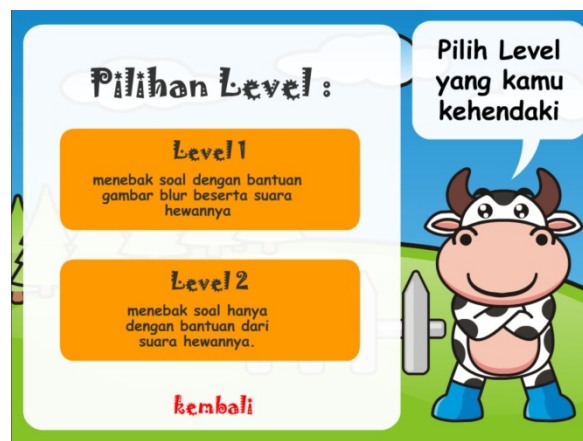 Pilihan Level :
Level 1
menebak soal dengan bantuan
gambar blur beserta suara
hewannya
Level 2
menebak soal hanya
dengan bantuan dari
suara hewannya.
kembali
Pilih Level
yang kamu
kehendaki